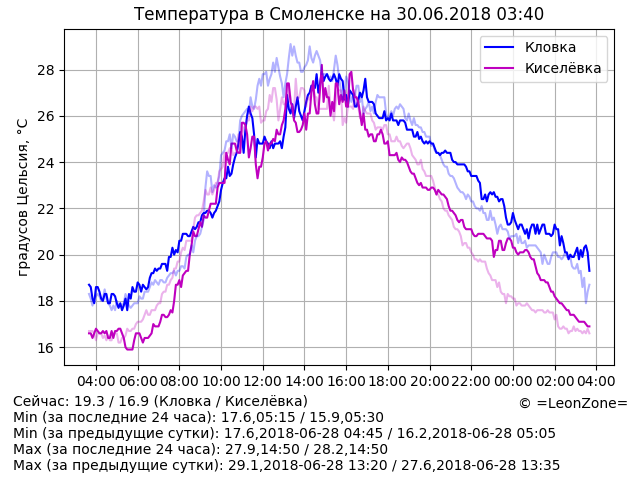 Температура в Смоленске на 30.06.2018 03:40
Кловка
Киселёвка
градусов Цельсия, °C
28
26
24
22
20
18
16
04:00 06:00 08:00 10:00 12:00 14:00 16:00 18:00 20:00 22:00 00:00 02:00 04:00
Сейчас: 19.3 / 16.9 (Кловка / Киселёвка)
© =LeonZone=
Min (за последние 24 часа): 17.6,05:15 / 15.9,05:30
Min (за предыдущие сутки): 17.6,2018-06-28 04:45 / 16.2,2018-06-28 05:05
Max (за последние 24 часа): 27.9,14:50 / 28.2,14:50
Max (за предыдущие сутки): 29.1,2018-06-28 13:20 / 27.6,2018-06-28 13:35